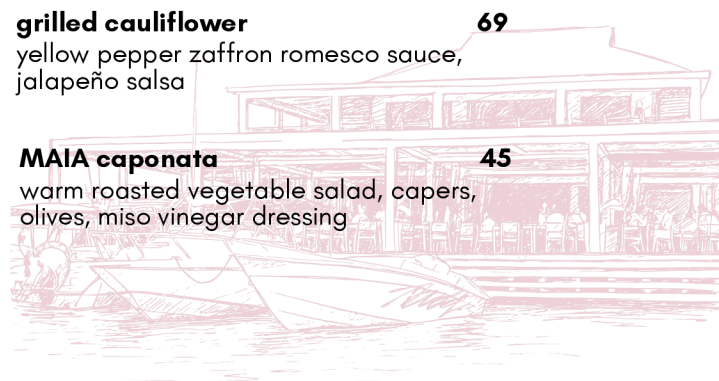 grilled cauliflower 69
yellow pepper zaffron romesco sauce,
jalapeño salsa
MAIA caponata 45
warm roasted vegetable salad, capers,
olives, miso vinegar dressing